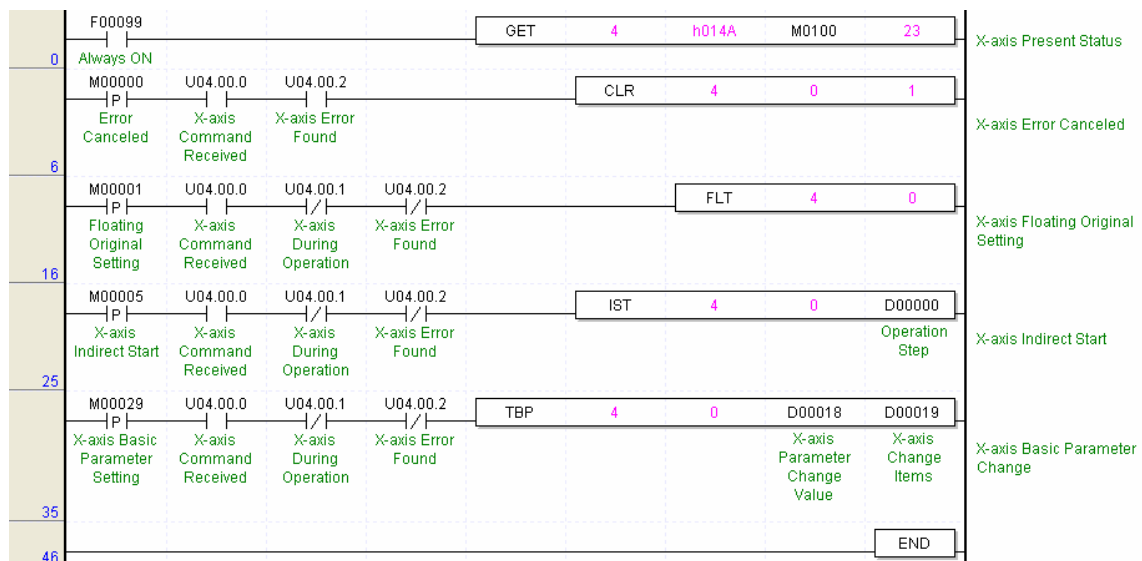 F00099
GET 4 h014A M0100 23
X-axis Present Status
0 Always ON
M00000 U04.00.0 U04.00.2
P
CLR 4 0 1
Error X-axis X-axis Error
Canceled Command Found
Received
X-axis Error Canceled
6
M00001 U04.00.0 U04.00.1 U04.00.2
P
FLT 4 0
Floating X-axis X-axis X-axis Error
Original Command During Found
Setting Received Operation
X-axis Floating Original
Setting
16
M00005 U04.00.0 U04.00.1 U04.00.2
P
IST 4 0 D00000
X-axis X-axis X-axis X-axis Error Operation
Indirect Start Command During Found Step
Received Operation
X-axis Indirect Start
25
M00029 U04.00.0 U04.00.1 U04.00.2
P
TBP 4 0 D00018 D00019
X-axis Basic X-axis X-axis X-axis Error X-axis X-axis
Parameter Command During Found Parameter Change
Setting Received Operation Change Items
Value
X-axis Basic Parameter
Change
35
END
46